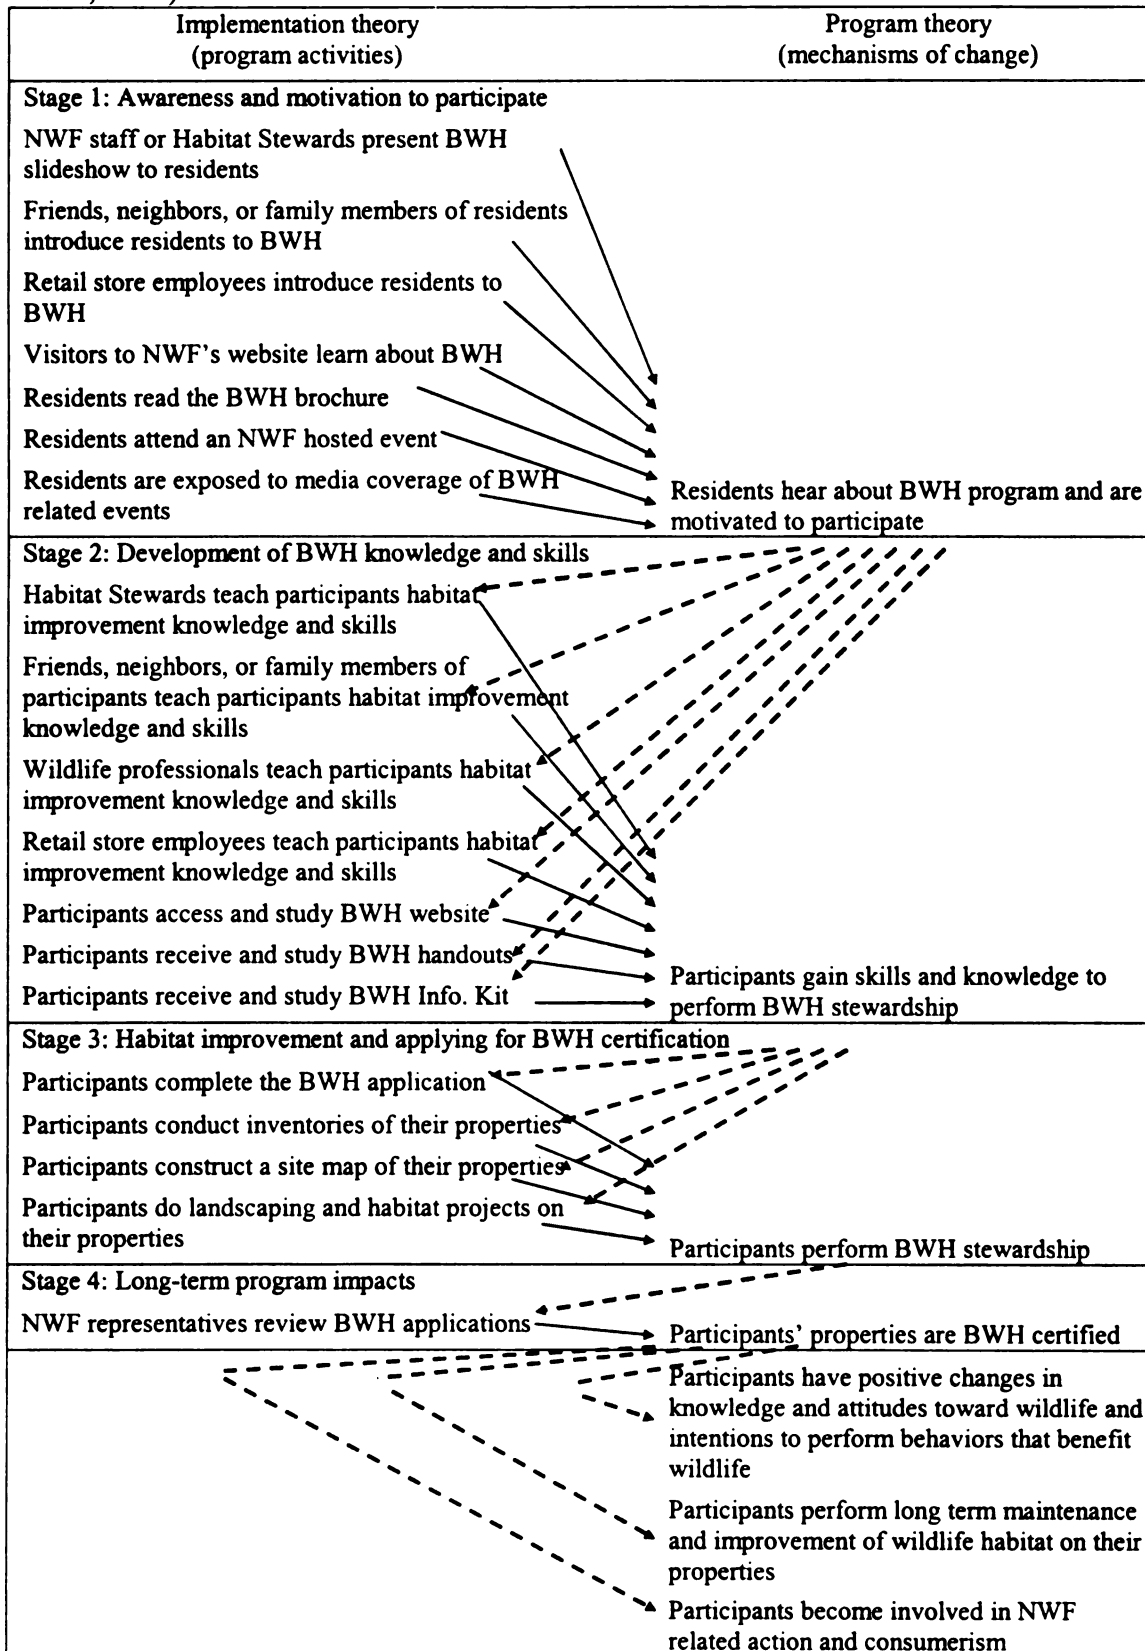 Implementation theory
(program activities)
Program theory
(mechanisms of change)
Stage 1: Awareness and motivation to participate
NWF staff or Habitat Stewards present BWH
slideshow to residents
Friends, neighbors, or family members of residents
introduce residents to BWH
Retail store employees introduce residents to
BWH
Visitors to NWF's website learn about BWH
Residents read the BWH brochure
Residents attend an NWF hosted event
Residents are exposed to media coverage of BWH
related events
Residents hear about BWH program and are
motivated to participate
Stage 2: Development of BWH knowledge and skills
Habitat Stewards teach participants habitat
improvement knowledge and skills
Friends, neighbors, or family members of
participants teach participants habitat improvement
knowledge and skills
Wildlife professionals teach participants habitat
improvement knowledge and skills
Retail store employees teach participants habitat
improvement knowledge and skills
Participants access and study BWH website
Participants receive and study BWH handouts
Participants receive and study BWH Info. Kit
Participants gain skills and knowledge to
perform BWH stewardship
Stage 3: Habitat improvement and applying for BWH certification
Participants complete the BWH application
Participants conduct inventories of their properties
Participants construct a site map of their properties
Participants do landscaping and habitat projects on
their properties
Participants perform BWH stewardship
Stage 4: Long-term program impacts
NWF representatives review BWH applications
Participants' properties are BWH certified
Participants have positive changes in
knowledge and attitudes toward wildlife and
intentions to perform behaviors that benefit
wildlife
Participants perform long term maintenance
and improvement of wildlife habitat on their
properties
Participants become involved in NWF
related action and consumerism